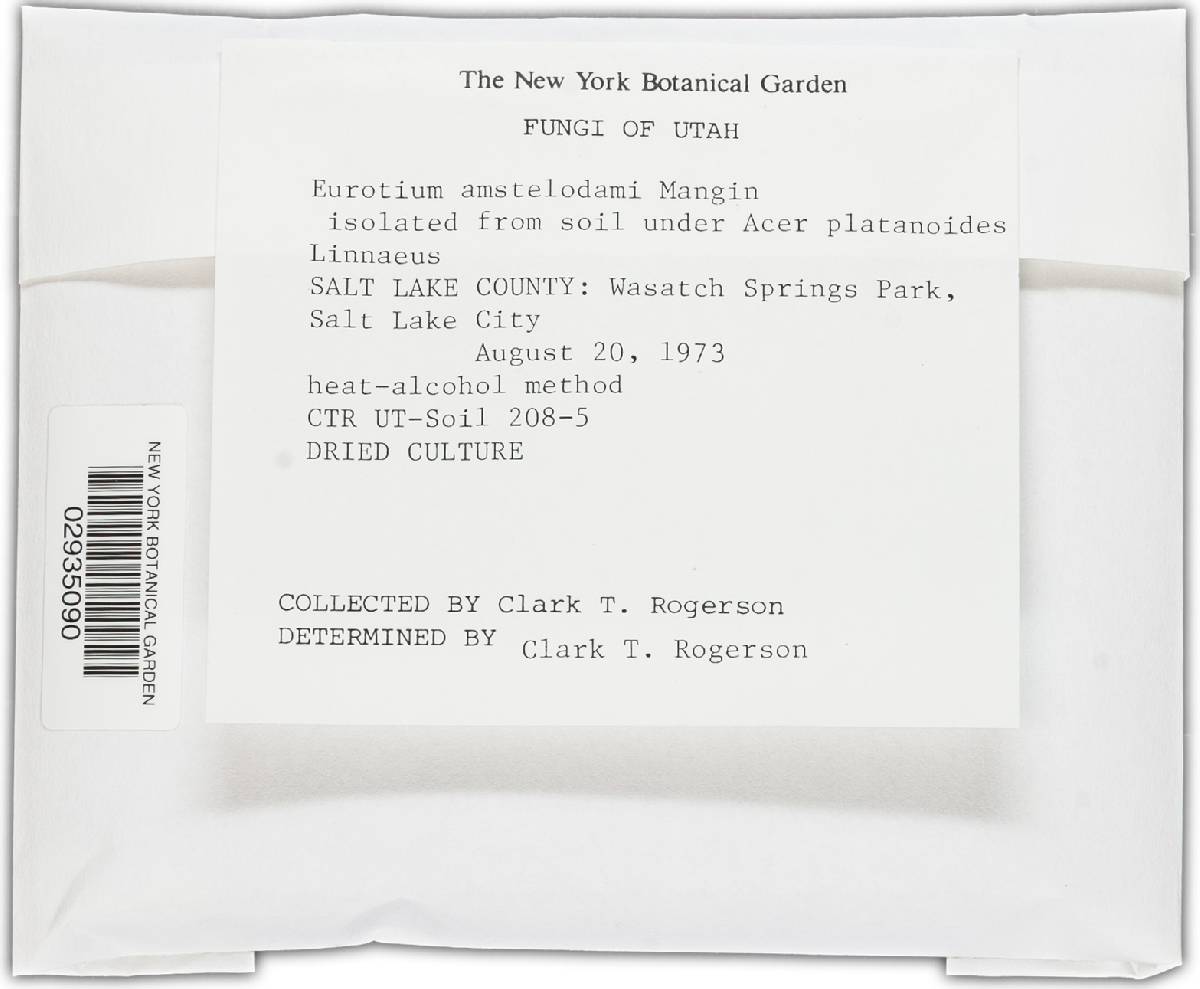 The New York Botanical Garden
FUNGI OF UTAH
Eurotium amstelodami Mangin
isolated from soil under Acer platanoides
Linnaeus
SALT LAKE COUNTY: Wasatch Springs Park,
Salt Lake City
August 20, 1973
heat-alcohol method
CTR UT-Soil 208-5
DRIED CULTURE
COLLECTED BY Clark T. Rogerson
DETERMINED BY Clark T. Rogerson
NEW YORK BOTANICAL GARDEN
02935090